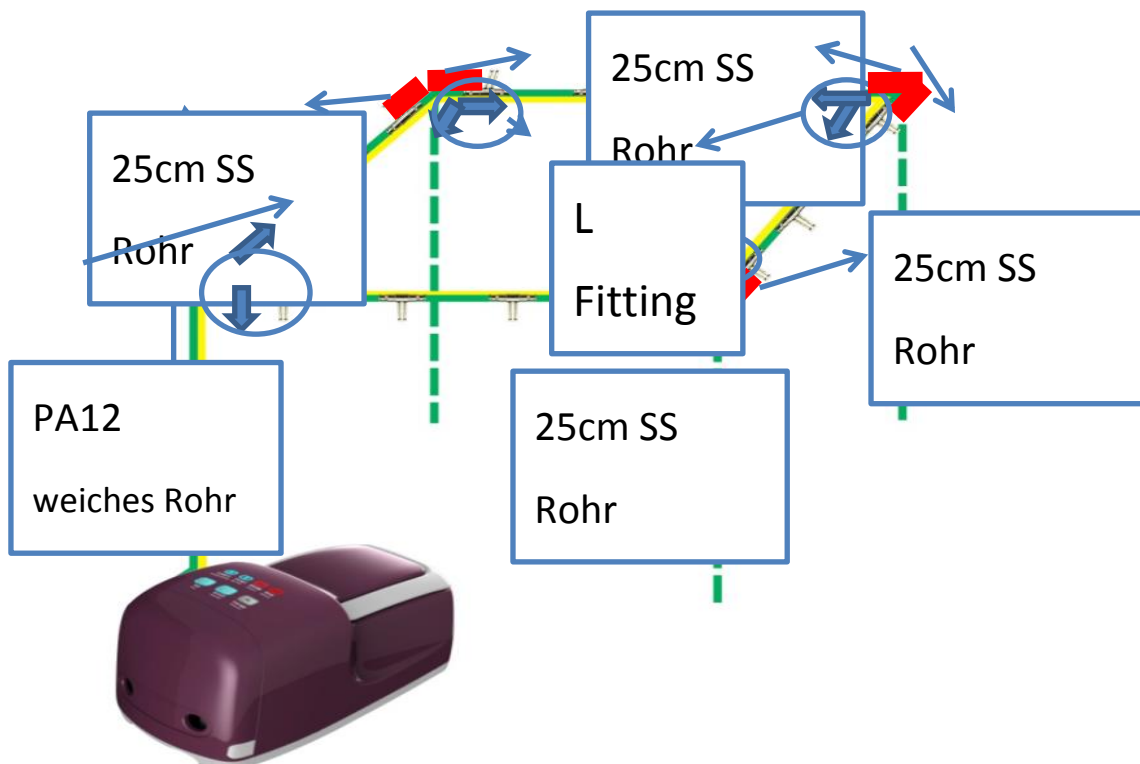 25cm SS
Rohr
25cm SS
Rohr
L
Fitting
25cm SS
Rohr
PA12
weiches Rohr
25cm SS
Rohr